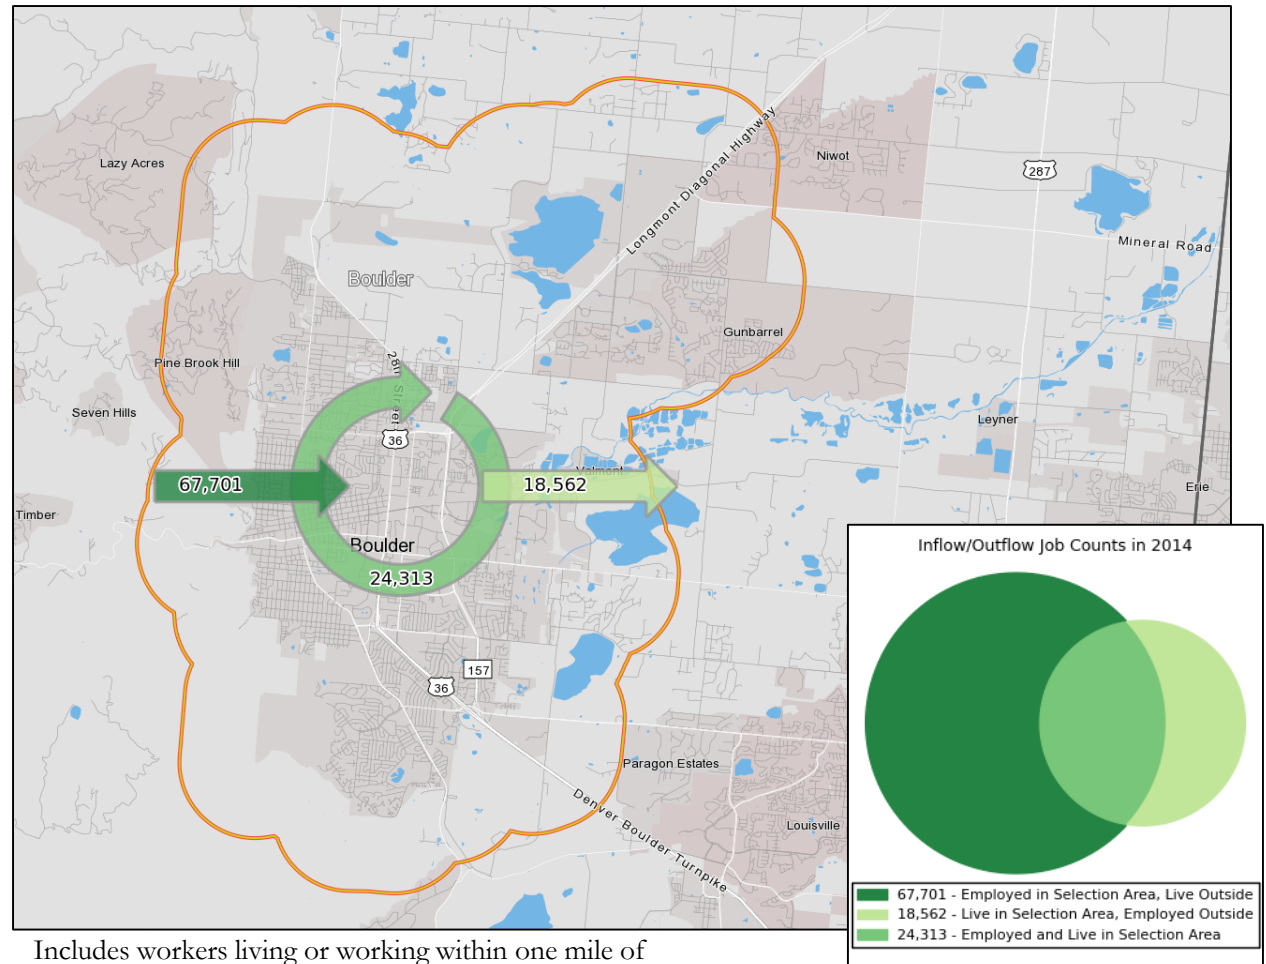 Lazy Acres
Niwot
287
Longmont Diagonal Highway
Mineral Road
Boulder
Gunbarrel
Pine Brook Hill
28th Street
Seven Hills
Leyner
36
Valmont
67,701
18,562
Erie
Timber
Boulder
24,313
157
36
Paragon Estates
Denver Boulder Turnpike
Louisville
Inflow/Outflow Job Counts in 2014
67,701 - Employed in Selection Area, Live Outside
18,562 - Live in Selection Area, Employed Outside
24,313 - Employed and Live in Selection Area
Includes workers living or working within one mile of